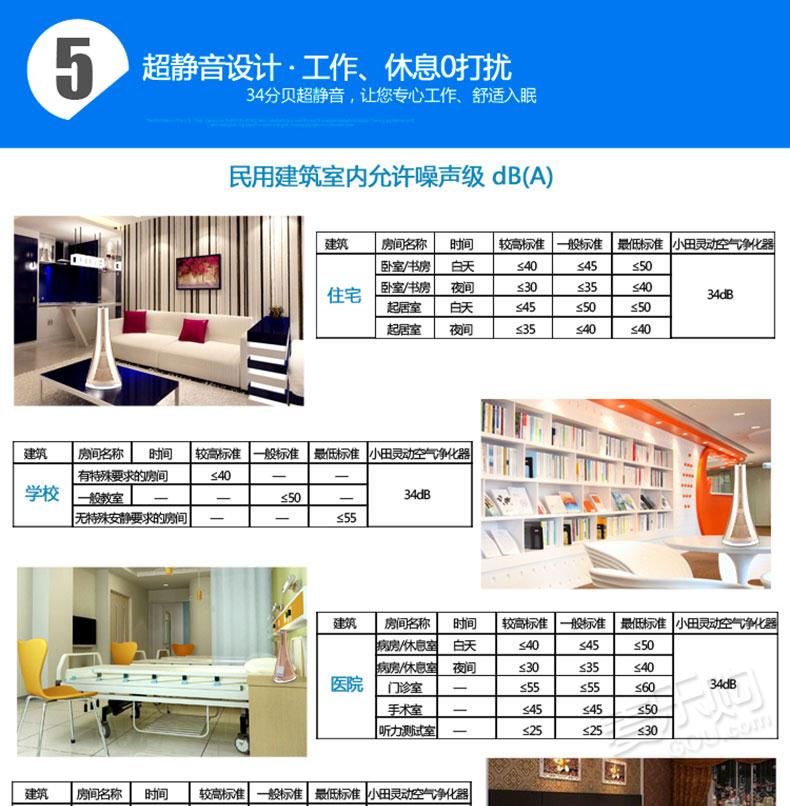 5
超静音设计 · 工作、休息0打扰
34分贝超静音，让您专心工作、舒适入眠
民用建筑室内允许噪声级 dB(A)
建筑 房间名称 时间 较高标准 一般标准 最低标准 小田灵动空气净化器
住宅 卧室/书房 白天 ≤40 ≤45 ≤50 34dB
卧室/书房 夜间 ≤30 ≤35 ≤40
起居室 白天 ≤45 ≤50 ≤50
起居室 夜间 ≤35 ≤40 ≤40
建筑 房间名称 时间 较高标准 一般标准 最低标准 小田灵动空气净化器
学校 有特殊要求的房间 ≤40 — — 34dB
一般教室 — — ≤50 —
无特殊安静要求的房间 — — ≤55
建筑 房间名称 时间 较高标准 一般标准 最低标准 小田灵动空气净化器
医院 病房/休息室 白天 ≤40 ≤45 ≤50 34dB
病房/休息室 夜间 ≤30 ≤35 ≤40
门诊室 — ≤55 ≤55 ≤60
手术室 — ≤45 ≤45 ≤50
听力测试室 — ≤25 ≤25 ≤30
麦乐购
GOU.com
建筑 房间名称 时间 较高标准 一般标准 最低标准 小田灵动空气净化器